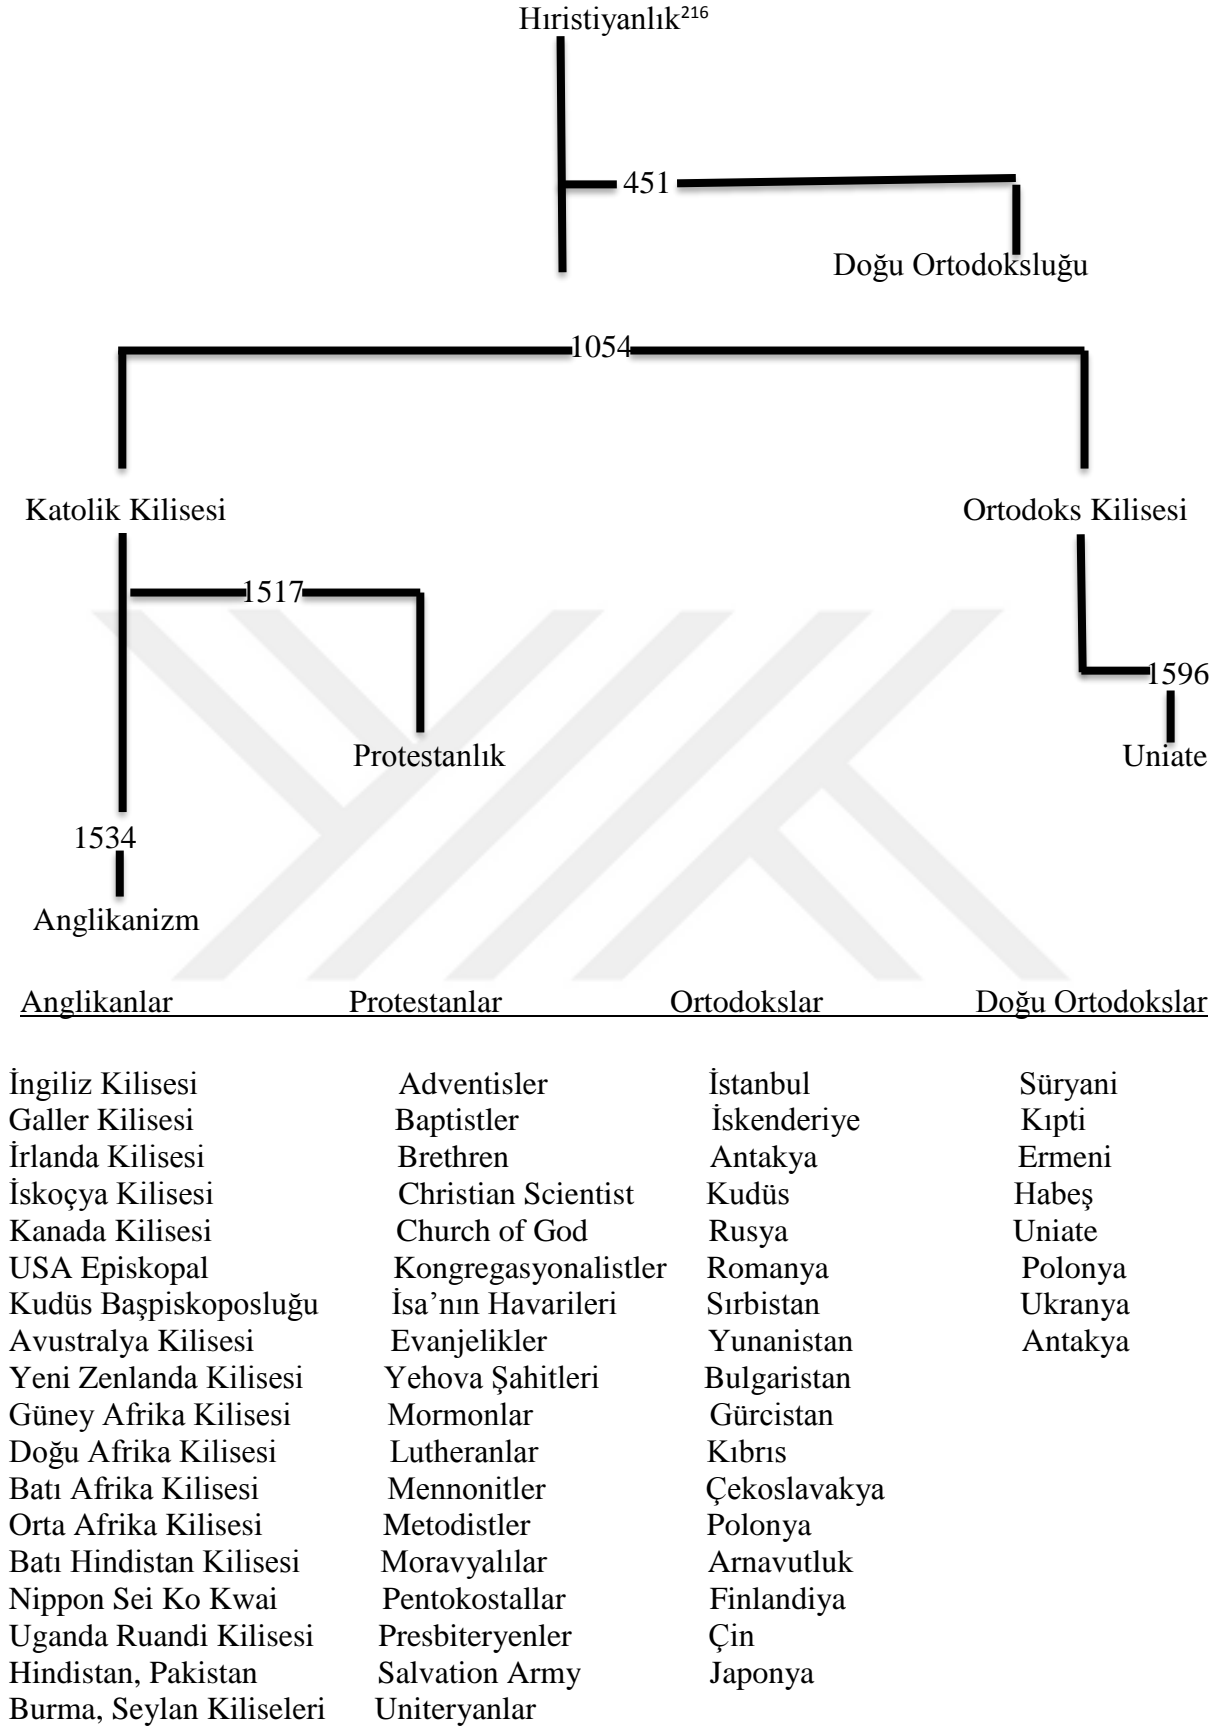 Hıristiyanlık216
451
Doğu Ortodoksluğu
1054
Katolik Kilisesi Ortodoks Kilisesi
1517
1596
Protestanlık Uniate
1534
Anglikanizm
Anglikanlar Protestanlar Ortodokslar Doğu Ortodokslar
İngiliz Kilisesi Adventisler İstanbul Süryani
Galler Kilisesi Baptistler İskenderiye Kıpti
İrlanda Kilisesi Brethren Antakya Ermeni
İskoçya Kilisesi Christian Scientist Kudüs Habeş
Kanada Kilisesi Church of God Rusya Uniate
USA Episkopal Kongregasyonalistler Romanya Polonya
Kudüs Başpiskoposluğu İsa’nın Havarileri Sırbistan Ukranya
Avustralya Kilisesi Evanjelikler Yunanistan Antakya
Yeni Zenlanda Kilisesi Yehova Şahitleri Bulgaristan
Güney Afrika Kilisesi Mormonlar Gürcistan
Doğu Afrika Kilisesi Lutheranlar Kıbrıs
Batı Afrika Kilisesi Mennonitler Çekoslavakya
Orta Afrika Kilisesi Metodistler Polonya
Batı Hindistan Kilisesi Moravyalılar Arnavutluk
Nippon Sei Ko Kwai Pentokostallar Finlandiya
Uganda Ruandi Kilisesi Presbiteryenler Çin
Hindistan, Pakistan Salvation Army Japonya
Burma, Seylan Kiliseleri Uniteryanlar